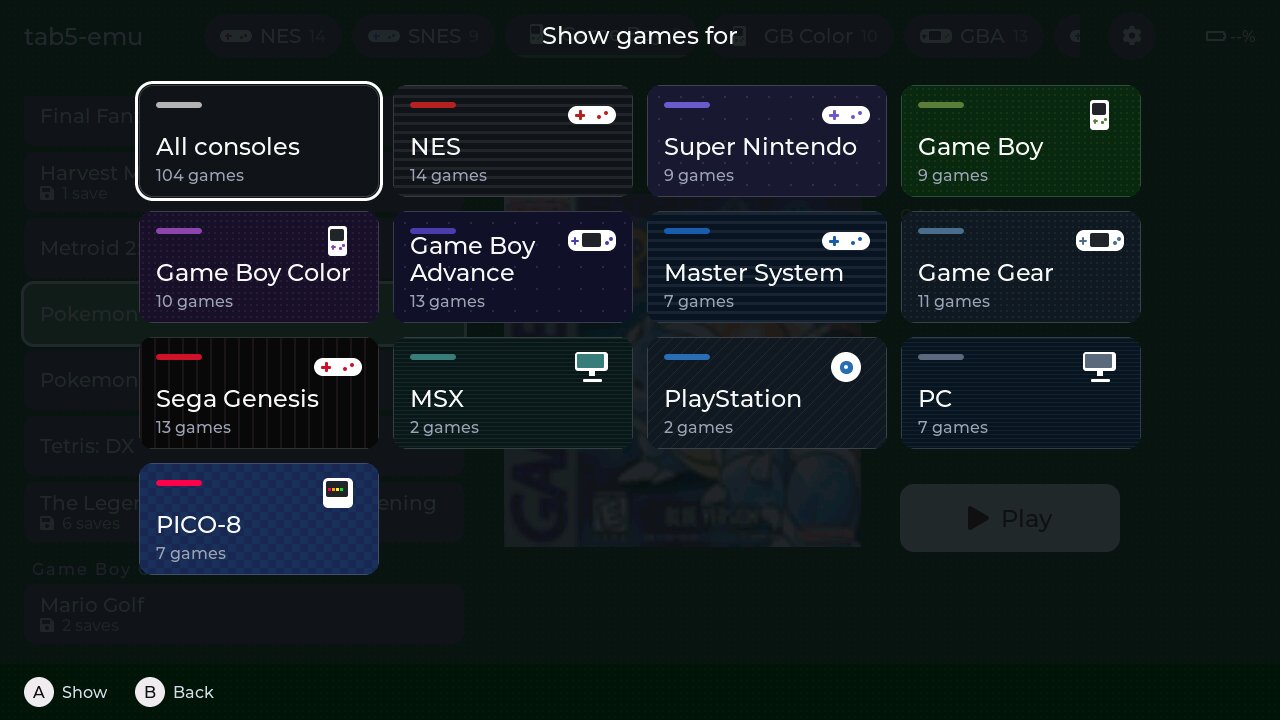 tab5-emu
NES 14
SNES 9
GB Color 10
GBA 13
--%
Show games for
All consoles
104 games
NES
14 games
Super Nintendo
9 games
Game Boy
9 games
Game Boy Color
10 games
Game Boy
Advance
13 games
Master System
7 games
Game Gear
11 games
Sega Genesis
13 games
MSX
2 games
PlayStation
2 games
PC
7 games
PICO-8
7 games
Final Fan
Harvest M
1 save
Metroid 2:
Pokemon
Pokemon
Tetris: DX
The Leger
ening
6 saves
Game Boy
Mario Golf
2 saves
Play
A Show
B Back